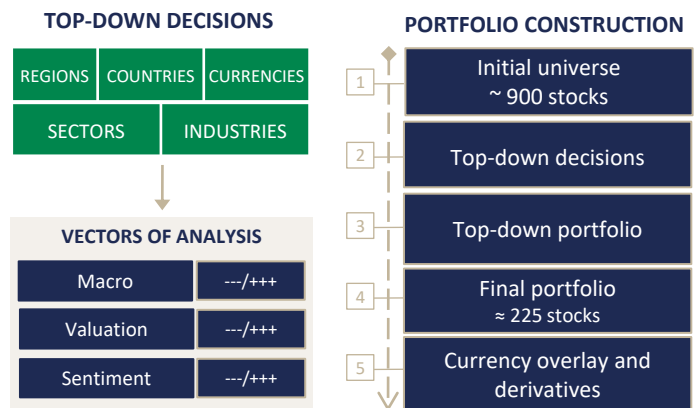 TOP-DOWN DECISIONS
REGIONS
COUNTRIES
CURRENCIES
SECTORS
INDUSTRIES
VECTORS OF ANALYSIS
Macro
---/+++
Valuation
---/+++
Sentiment
---/+++
PORTFOLIO CONSTRUCTION
1
Initial universe
~ 900 stocks
2
Top-down decisions
3
Top-down portfolio
4
Final portfolio
≈ 225 stocks
5
Currency overlay and
derivatives